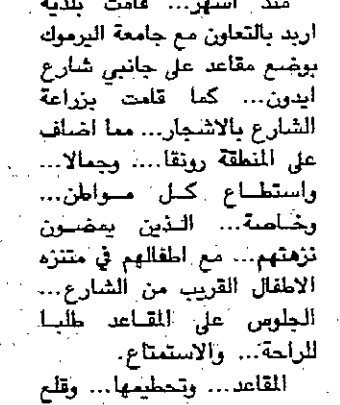 منذ اشهر... قامت بلدية
اربد بالتعاون مع جامعة اليرموك
بوضع مقاعد على جانبي شارع
ايدون... كما قامت بزراعة
الشارع بالاشجار... مما اضاف
على المنطقة رونقا.... وجمالا...
واستطاع كل مواطن...
وخاصة... الذين يمضون
نزهتهم... مع اطفالهم في متنزه
الاطفال القريب من الشارع...
الجلوس على المقاعد طلبا
للراحة... والاستمتاع.
المقاعد... وتحطيمها... وقلع